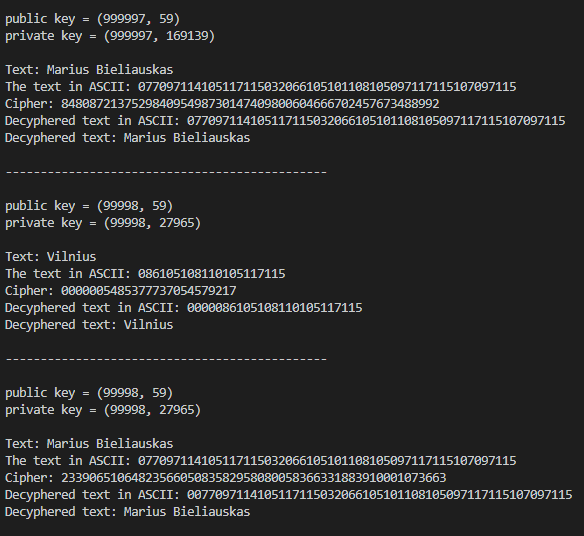 public key = (999997, 59)
private key = (999997, 169139)
Text: Marius Bieliauskas
The text in ASCII: 077097114105117115032066105101108105097117115107097115
Cipher: 848087213752984095498730147409800604666702457673488992
Decyphered text in ASCII: 077097114105117115032066105101108105097117115107097115
Decyphered text: Marius Bieliauskas
----------------------------------------------
public key = (99998, 59)
private key = (99998, 27965)
Text: Vilnius
The text in ASCII: 086105108110105117115
Cipher: 0000005485377737054579217
Decyphered text in ASCII: 0000086105108110105117115
Decyphered text: Vilnius
----------------------------------------------
public key = (99998, 59)
private key = (99998, 27965)
Text: Marius Bieliauskas
The text in ASCII: 077097114105117115032066105101108105097117115107097115
Cipher: 2339065106482356605083582958080058366331883910001073663
Decyphered text in ASCII: 0077097114105117115032066105101108105097117115107097115
Decyphered text: Marius Bieliauskas